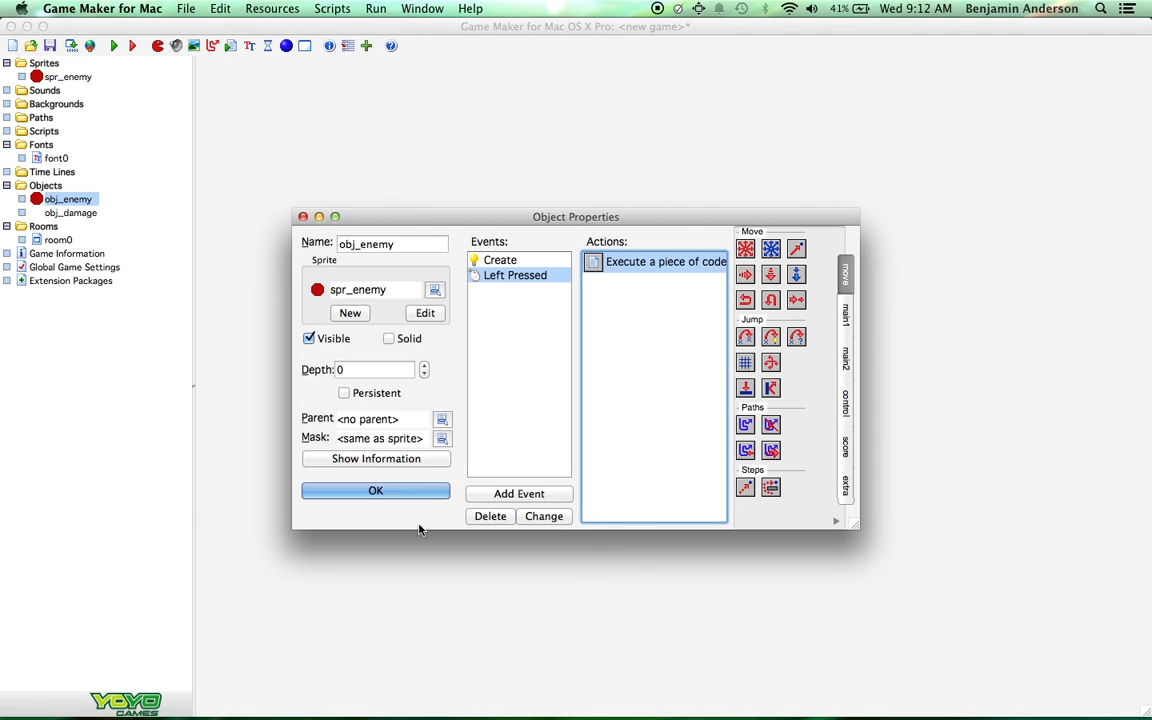 Game Maker for Mac File Edit Resources Scripts Run Window Help 41% Wed 9:12 AM Benjamin Anderson
Game Maker for Mac OS X Pro: <new game>*
Sprites
spr_enemy
Sounds
Backgrounds
Paths
Scripts
Fonts
font0
Time Lines
Objects
obj_enemy
obj_damage
Rooms
room0
Game Information
Global Game Settings
Extension Packages
YOYO
GAMES
Object Properties
Name: obj_enemy
Sprite
spr_enemy
New Edit
Visible Solid
Depth: 0
Persistent
Parent <no parent>
Mask: <same as sprite>
Show Information
OK
Events:
Create
Left Pressed
Add Event
Delete Change
Actions:
Execute a piece of code
Move
Jump
Paths
Steps
move
main1
main2
control
score
extra